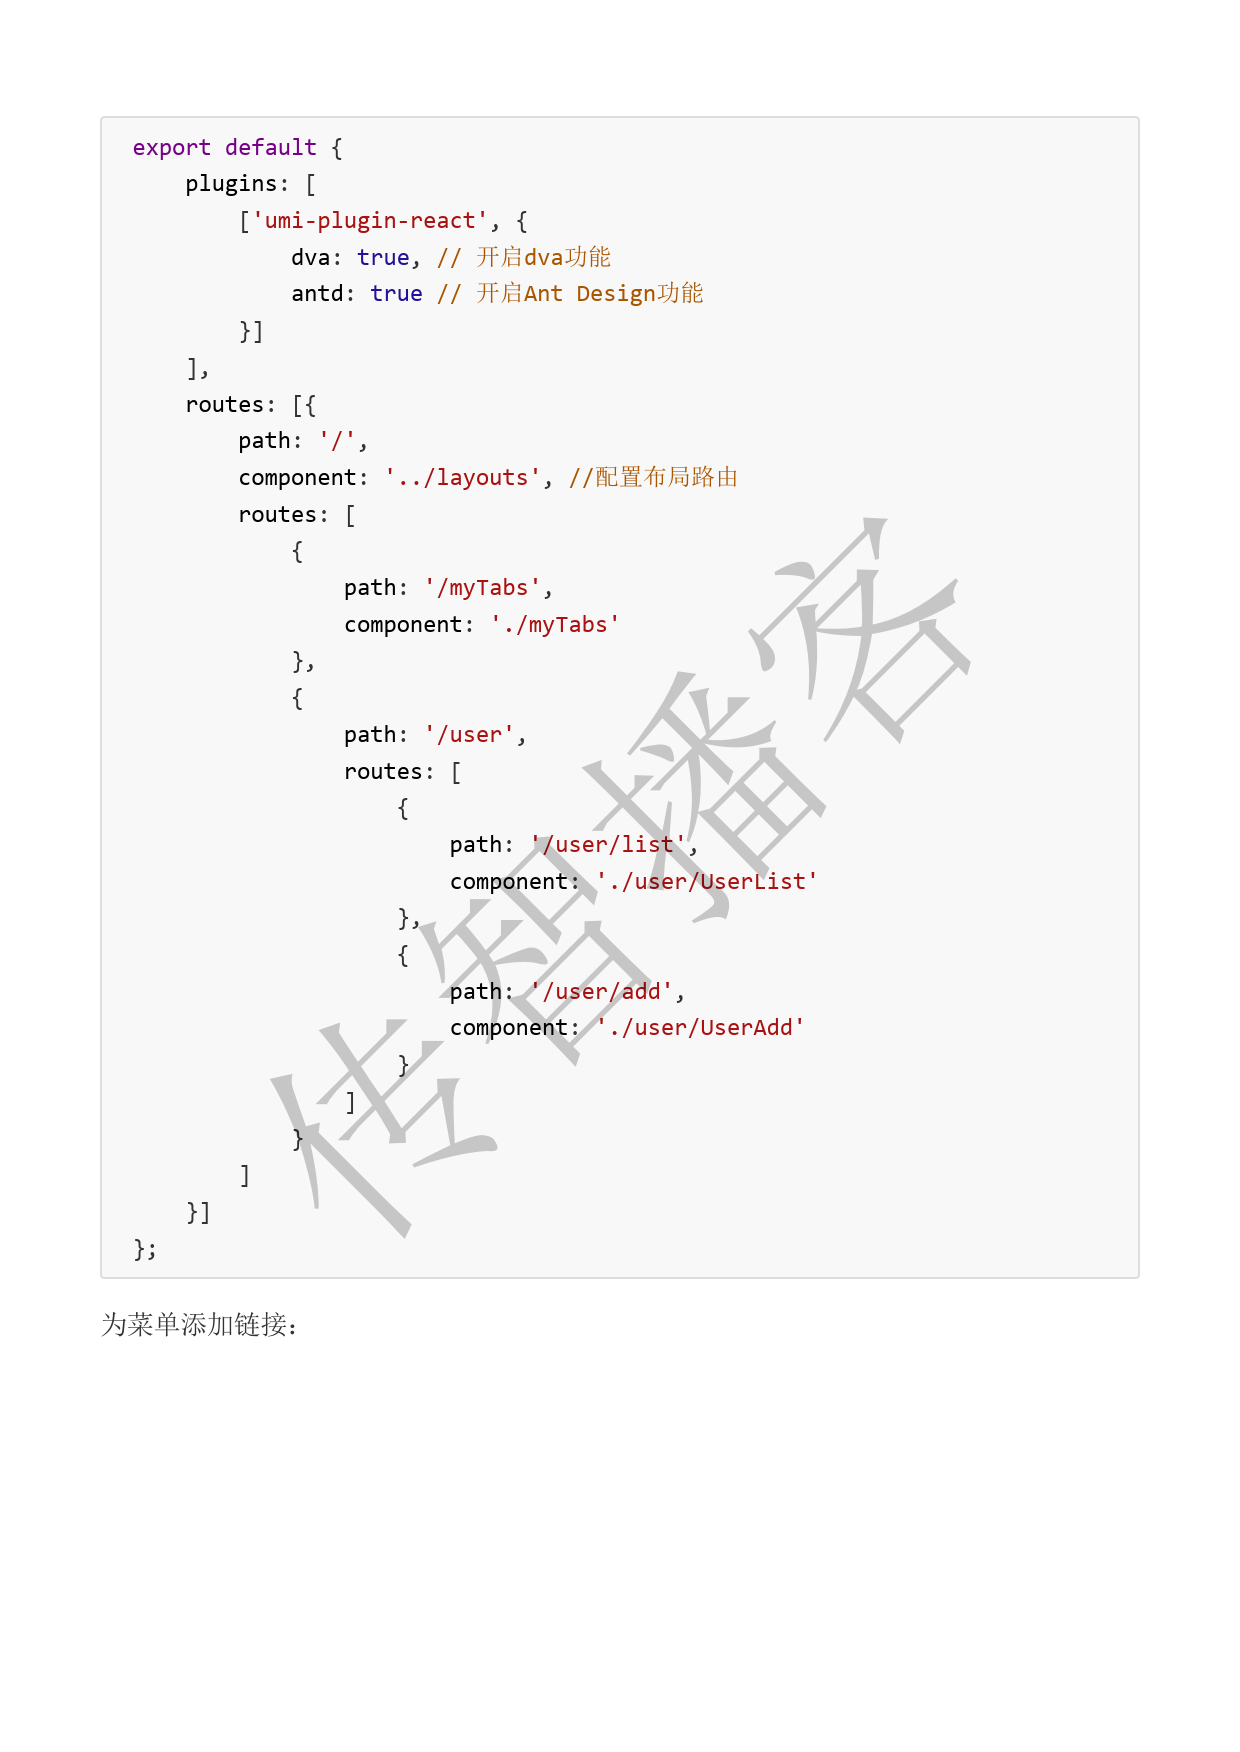 export default {
    plugins: [
        ['umi-plugin-react', {
            dva: true, // 开启dva功能
            antd: true // 开启Ant Design功能
        }]
    ],
    routes: [{
        path: '/',
        component: '../layouts', //配置布局路由
        routes: [
            {
                path: '/myTabs',
                component: './myTabs'
            },
            {
                path: '/user',
                routes: [
                    {
                        path: '/user/list',
                        component: './user/UserList'
                    },
                    {
                        path: '/user/add',
                        component: './user/UserAdd'
                    }
                ]
            }
        ]
    }]
};
为菜单添加链接：
传智播客